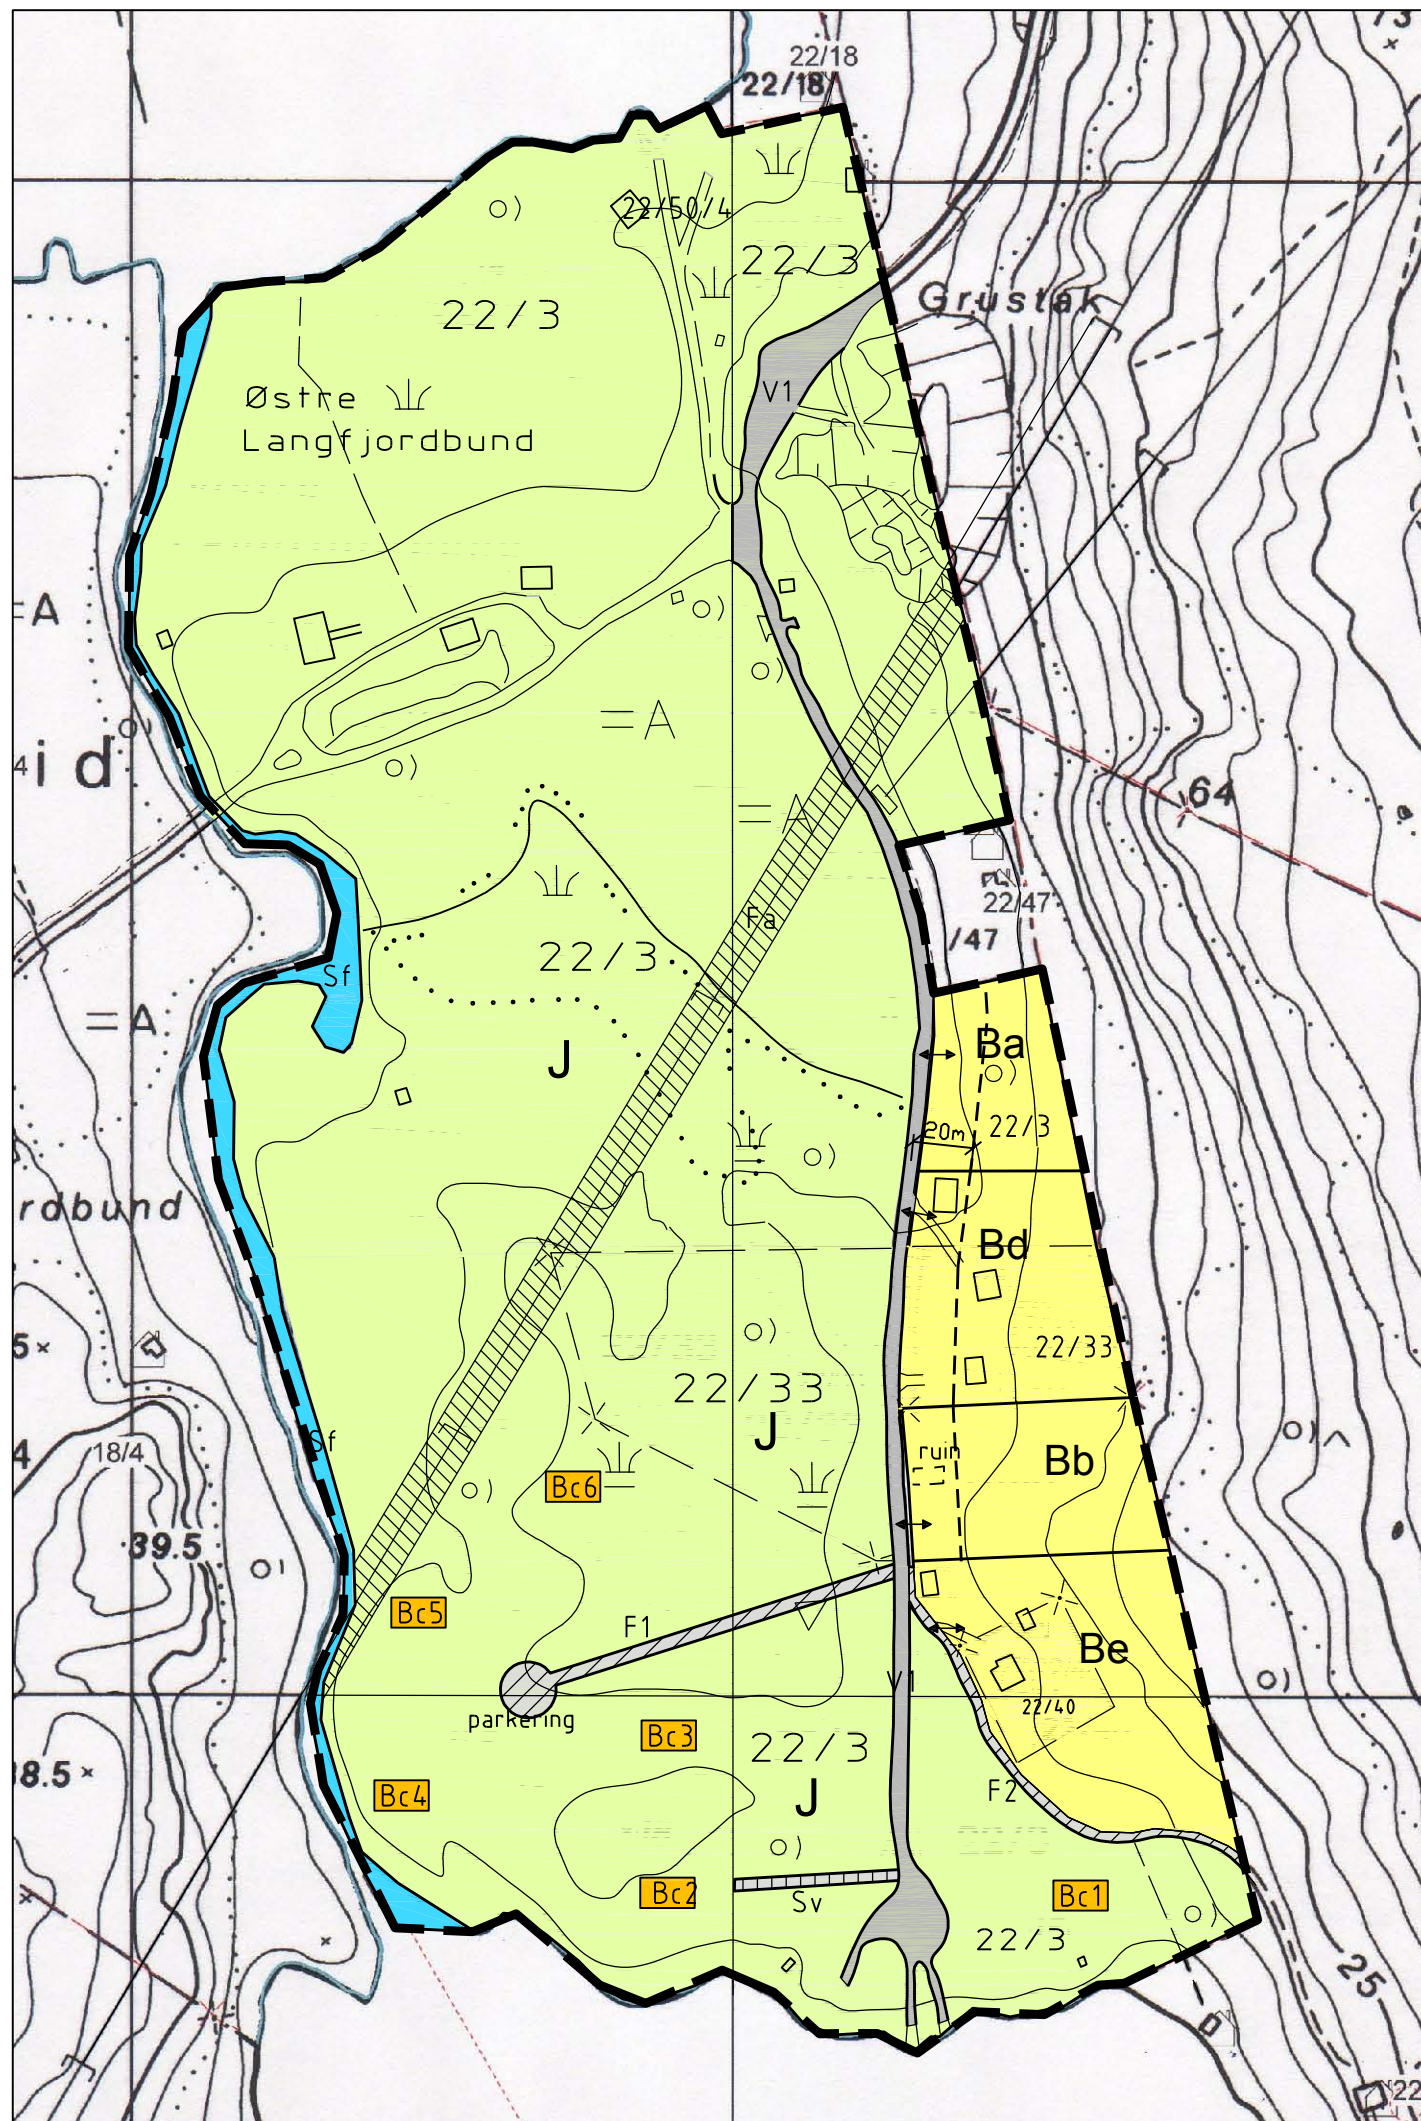 22/18
22/18
22/50/4
22/3
22/3
Grustak
V1
Østre
Langfjordbund
=A
=A
id
=A
64
22/47
/47
Fa
22/3
Sf
=A
J
Ba
22/3
20m
rdbund
Bd
22/33
22/33
J
ruin
Bb
Sf
18/4
39.5
Bc6
Bc5
F1
V1
Be
22/40
parkering
Bc3
22/3
J
F2
8.5
Bc4
Bc2
Sv
Bc1
22/3
25
22